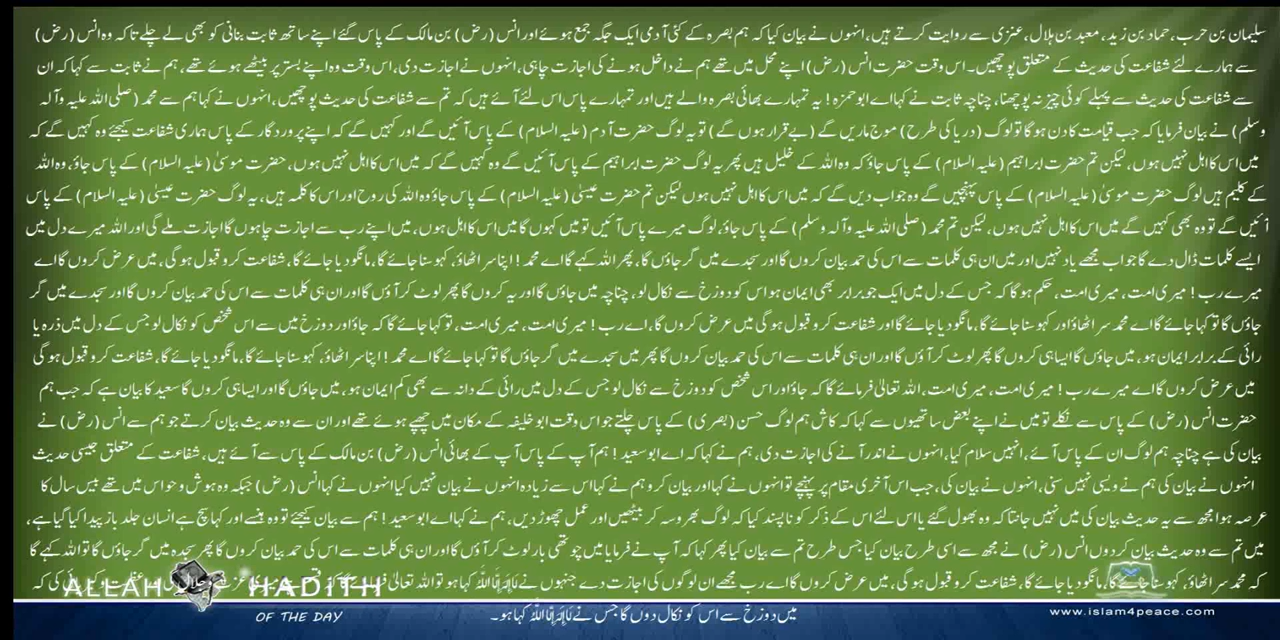 سلیمان بن حرب، حماد بن زید، معبد بن ہلال، عنزی سے روایت کرتے ہیں، انہوں نے بیان کیا کہ ہم بصرہ کے کئی آدمی ایک جگہ جمع ہوئے اور انس (رض) بن مالک کے پاس گئے اپنے ساتھ ثابت بنانی کو بھی لے چلے تاکہ وہ انس (رض)
سے ہمارے لئے شفاعت کی حدیث کے متعلق پوچھیں۔ اس وقت حضرت انس (رض) اپنے محل میں تھے ہم نے داخل ہونے کی اجازت چاہی، انہوں نے اجازت دی، اس وقت وہ اپنے بستر پر بیٹھے ہوئے تھے، ہم نے ثابت سے کہا کہ ان
سے شفاعت کی حدیث سے پہلے کوئی چیز نہ پوچھنا، چنانچہ ثابت نے کہا اے ابوحمزہ! یہ تمہارے بھائی بصرہ والے ہیں اور تمہارے پاس اس لئے آئے ہیں کہ تم سے شفاعت کی حدیث پوچھیں، انہوں نے کہا ہم سے محمد (صلی اللہ علیہ وآلہ
وسلم) نے بیان فرمایا کہ جب قیامت کا دن ہوگا تو لوگ (دریا کی طرح) موج ماریں گے (بے قرار ہوں گے) تو یہ لوگ حضرت آدم (علیہ السلام) کے پاس آئیں گے اور کہیں گے کہ اپنے پروردگار کے پاس ہماری شفاعت کیجئے وہ کہیں گے کہ
میں اس کا اہل نہیں ہوں، لیکن تم حضرت ابراہیم (علیہ السلام) کے پاس جاؤ کہ وہ اللہ کے خلیل ہیں پھر یہ لوگ حضرت ابراہیم کے پاس آئیں گے وہ کہیں گے کہ میں اس کا اہل نہیں ہوں، حضرت موسیٰ (علیہ السلام) کے پاس جاؤ، وہ اللہ
کے کلیم ہیں لوگ حضرت موسیٰ (علیہ السلام) کے پاس پہنچیں گے وہ جواب دیں گے کہ میں اس کا اہل نہیں ہوں لیکن تم حضرت عیسیٰ (علیہ السلام) کے پاس جاؤ وہ اللہ کی روح اور اس کا کلمہ ہیں، یہ لوگ حضرت عیسیٰ (علیہ السلام) کے پاس
آئیں گے تو وہ بھی کہیں گے میں اس کا اہل نہیں ہوں، لیکن تم محمد (صلی اللہ علیہ وآلہ وسلم) کے پاس جاؤ، لوگ میرے پاس آئیں تو میں کہوں گا میں اس کا اہل ہوں، میں اپنے رب سے اجازت چاہوں گا اجازت ملے گی اور اللہ میرے دل میں
ایسے کلمات ڈال دے گا جو اب مجھے یاد نہیں اور میں ان ہی کلمات سے اس کی حمد بیان کروں گا اور سجدے میں گر جاؤں گا، پھر اللہ کہے گا اے محمد! اپنا سر اٹھاؤ، کہو سنا جائے گا، مانگو دیا جائے گا، شفاعت کرو قبول ہوگی، میں عرض کروں گا اے
میرے رب! میری امت، میری امت، حکم ہوگا کہ جس کے دل میں ایک جو برابر بھی ایمان ہو اس کو دوزخ سے نکال لو، چنانچہ میں جاؤں گا اور یہ کروں گا پھر لوٹ کر آؤں گا اور ان ہی کلمات سے اس کی حمد بیان کروں گا اور سجدے میں گر
جاؤں گا تو کہا جائے گا اے محمد سر اٹھاؤ اور کہو سنا جائے گا، مانگو دیا جائے گا اور شفاعت کرو قبول ہوگی میں عرض کروں گا، اے رب! میری امت، میری امت، تو کہا جائے گا کہ جاؤ اور دوزخ میں سے اس شخص کو نکال لو جس کے دل میں ذرہ یا
رائی کے برابر ایمان ہو، میں جاؤں گا ایسا ہی کروں گا پھر لوٹ کر آؤں گا اور ان ہی کلمات سے اس کی حمد بیان کروں گا پھر میں سجدے میں گر جاؤں گا تو کہا جائے گا اے محمد! اپنا سر اٹھاؤ، کہو سنا جائے گا، مانگو دیا جائے گا، شفاعت کرو قبول ہوگی
میں عرض کروں گا اے میرے رب! میری امت، میری امت، اللہ تعالیٰ فرمائے گا کہ جاؤ اور اس شخص کو دوزخ سے نکال لو جس کے دل میں رائی کے دانہ سے بھی کم ایمان ہو، میں جاؤں گا اور ایسا ہی کروں گا سعید کا بیان ہے کہ جب ہم
حضرت انس (رض) کے پاس سے نکلے تو میں نے اپنے بعض ساتھیوں سے کہا کہ کاش ہم لوگ حسن (بصری) کے پاس چلتے جو اس وقت ابوخلیفہ کے مکان میں چھپے ہوئے تھے اور ان سے وہ حدیث بیان کرتے جو ہم سے انس (رض) نے
بیان کی ہے چنانچہ ہم لوگ ان کے پاس آئے، انہیں سلام کیا، انہوں نے اندر آنے کی اجازت دی، ہم نے کہا کہ اے ابوسعید! ہم آپ کے پاس آپ کے بھائی انس (رض) بن مالک کے پاس سے آئے ہیں، شفاعت کے متعلق جیسی حدیث
انہوں نے بیان کی ہم نے ویسی نہیں سنی، انہوں نے بیان کی، جب اس آخری مقام پر پہنچے تو انہوں نے کہا اور بیان کرو ہم نے کہا اس سے زیادہ انہوں نے بیان نہیں کیا انہوں نے کہا انس (رض) جبکہ وہ ہوش و حواس میں تھے بیس سال کا
عرصہ ہوا مجھ سے یہ حدیث بیان کی میں نہیں جانتا کہ وہ بھول گئے یا اس لئے اس کے ذکر کو ناپسند کیا کہ لوگ بھروسہ کر بیٹھیں اور عمل چھوڑ دیں، ہم نے کہا اے ابوسعید! ہم سے بیان کیجئے تو وہ ہنسے اور کہا سچ ہے انسان جلد باز پیدا کیا گیا ہے،
میں تم سے وہ حدیث بیان کر دوں انس (رض) نے مجھ سے اسی طرح بیان کیا جس طرح تم سے بیان کیا پھر کہا کہ آپ نے فرمایا میں چوتھی بار لوٹ کر آؤں گا اور ان ہی کلمات سے اس کی حمد بیان کروں گا پھر سجدہ میں گر جاؤں گا تو اللہ کہے گا
کہ محمد سر اٹھاؤ، کہو سنا جائے گا، مانگو دیا جائے گا، شفاعت کرو قبول ہوگی، میں عرض کروں گا اے رب مجھے ان لوگوں کی اجازت دے جنہوں نے لَا إِلَهَ إِلَّا اللَّهُ کہا ہو تو اللہ تعالیٰ کی کہ
میں دوزخ سے اس کو نکال دوں گا جس نے لَا إِلَهَ إِلَّا اللَّهُ کہا ہو۔
ALLAH HADITH
OF THE DAY
www.islam4peace.com